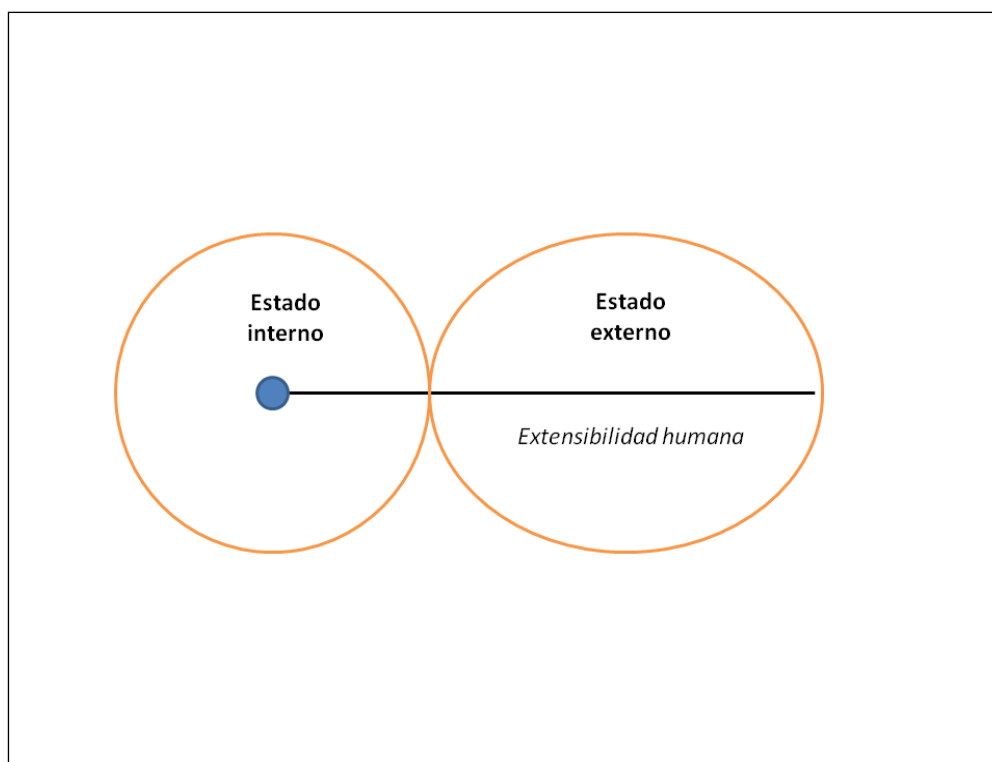 Estado
interno
Estado
externo
Extensibilidad humana